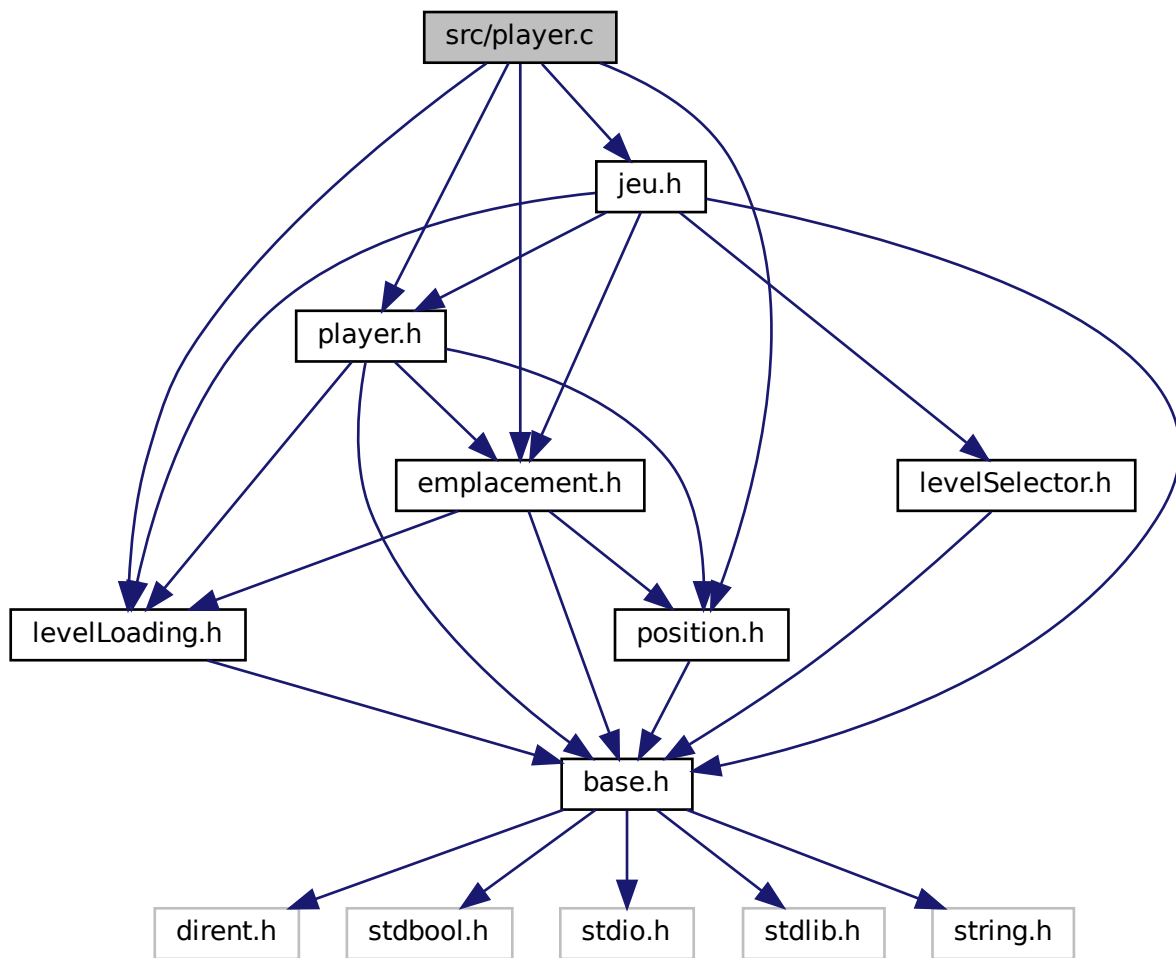 src/player.c
jeu.h
player.h
emplacement.h
levelSelector.h
levelLoading.h
position.h
base.h
dirent.h
stdbool.h
stdio.h
stdlib.h
string.h